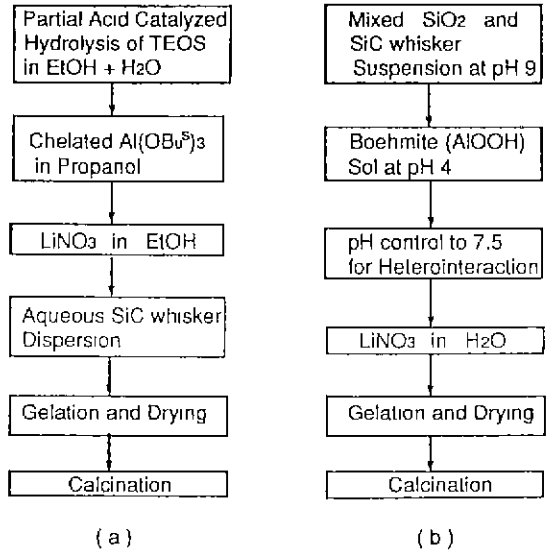 Partial Acid Catalyzed
Hydrolysis of TEOS
in EtOH + H2O
Chelated Al(OBuˢ)3
in Propanol
LiNO3 in EtOH
Aqueous SiC whisker
Dispersion
Gelation and Drying
Calcination
( a )
Mixed SiO2 and
SiC whisker
Suspension at pH 9
Boehmite (AlOOH)
Sol at pH 4
pH control to 7.5
for Heterointeraction
LiNO3 in H2O
Gelation and Drying
Calcination
( b )